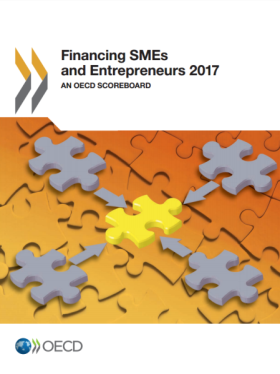 Financing SMEs
and Entrepreneurs 2017
AN OECD SCOREBOARD
OECD